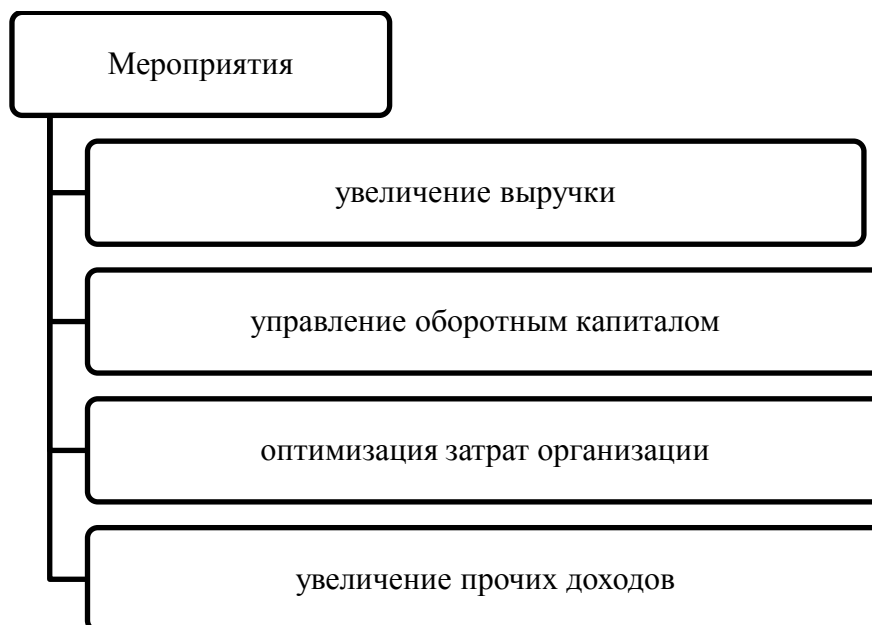 Мероприятия
увеличение выручки
управление оборотным капиталом
оптимизация затрат организации
увеличение прочих доходов